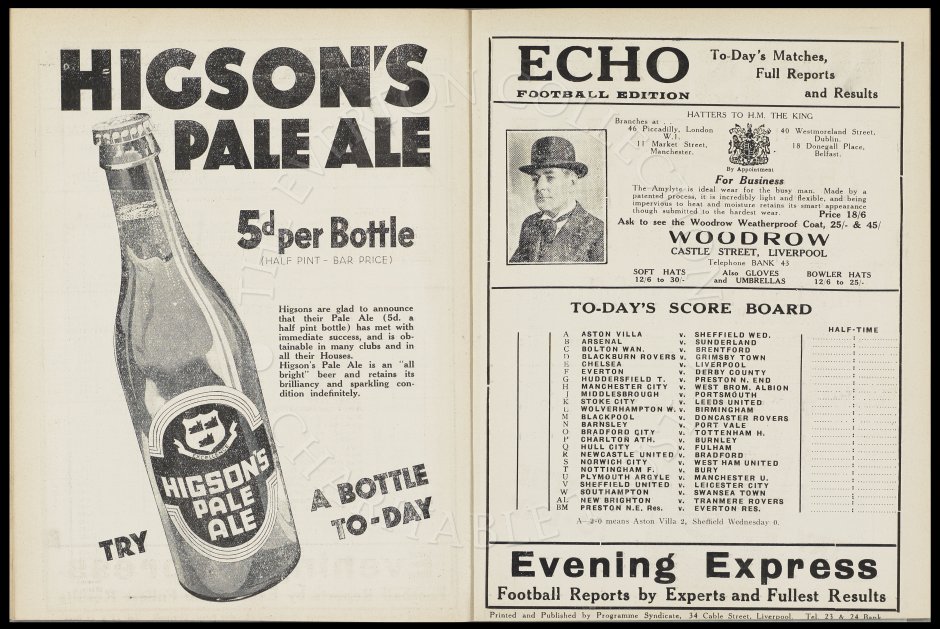 HIGSON'S
PALE ALE
5d per Bottle
(HALF PINT - BAR PRICE)
Higsons are glad to announce
that their Pale Ale (5d. a
half pint bottle) has met with
immediate success, and is ob-
tainable in many clubs and in
all their Houses.
Higson's Pale Ale is an "all
bright" beer and retains its
brilliancy and sparkling con-
dition indefinitely.
EXCELLENCE
HIGSON'S
PALE
ALE
TRY
A BOTTLE
TO-DAY
ECHO
FOOTBALL EDITION
To-Day's Matches,
Full Reports
and Results
HATTERS TO H.M. THE KING
Branches at . .
46 Piccadilly, London
W.1.
11 Market Street,
Manchester.
40 Westmoreland Street,
Dublin.
18 Donegall Place,
Belfast.
By Appointment
For Business
The Amylyte is ideal wear for the busy man. Made by a
patented process, it is incredibly light and flexible, and being
impervious to heat and moisture retains its smart appearance
though submitted to the hardest wear. Price 18/6
Ask to see the Woodrow Weatherproof Coat, 25/- & 45/
WOODROW
CASTLE STREET, LIVERPOOL
Telephone BANK 43
SOFT HATS
12/6 to 30/-
Also GLOVES
and UMBRELLAS
BOWLER HATS
12/6 to 25/-
TO-DAY'S SCORE BOARD
HALF-TIME
A ASTON VILLA v. SHEFFIELD WED.
B ARSENAL v. SUNDERLAND
C BOLTON WAN. v. BRENTFORD
D BLACKBURN ROVERS v. GRIMSBY TOWN
E CHELSEA v. LIVERPOOL
F EVERTON v. DERBY COUNTY
G HUDDERSFIELD T. v. PRESTON N. END
H MANCHESTER CITY v. WEST BROM. ALBION
J MIDDLESBROUGH v. PORTSMOUTH
K STOKE CITY v. LEEDS UNITED
L WOLVERHAMPTON W. v. BIRMINGHAM
M BLACKPOOL v. DONCASTER ROVERS
N BARNSLEY v. PORT VALE
O BRADFORD CITY v. TOTTENHAM H.
P CHARLTON ATH. v. BURNLEY
Q HULL CITY v. FULHAM
R NEWCASTLE UNITED v. BRADFORD
S NORWICH CITY v. WEST HAM UNITED
T NOTTINGHAM F. v. BURY
U PLYMOUTH ARGYLE v. MANCHESTER U.
V SHEFFIELD UNITED v. LEICESTER CITY
W SOUTHAMPTON v. SWANSEA TOWN
AL NEW BRIGHTON v. TRANMERE ROVERS
BM PRESTON N.E. Res. v. EVERTON RES.
A—2-0 means Aston Villa 2, Sheffield Wednesday 0.
Evening Express
Football Reports by Experts and Fullest Results
Printed and Published by Programme Syndicate, 34 Cable Street, Liverpool. Tel. 23 & 24 Bank